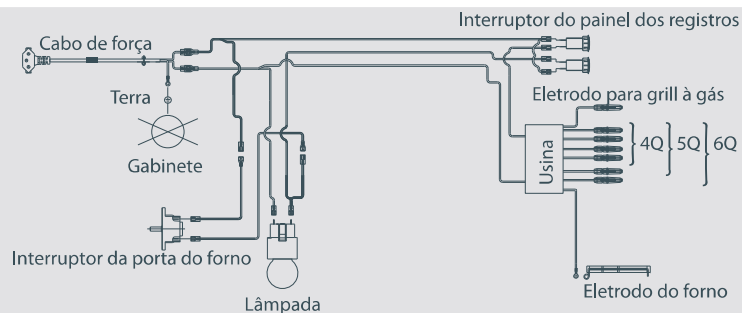 Interruptor do painel dos registros
Cabo de força
Terra
Gabinete
Eletrodo para grill à gás
Usina
4Q
5Q
6Q
Interruptor da porta do forno
Lâmpada
Eletrodo do forno